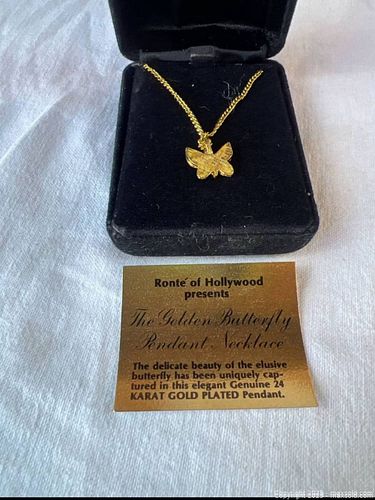 Ronté of Hollywood
presents
The Golden Butterfly
Pendant Necklace
The delicate beauty of the elusive
butterfly has been uniquely cap-
tured in this elegant Genuine 24
KARAT GOLD PLATED Pendant.